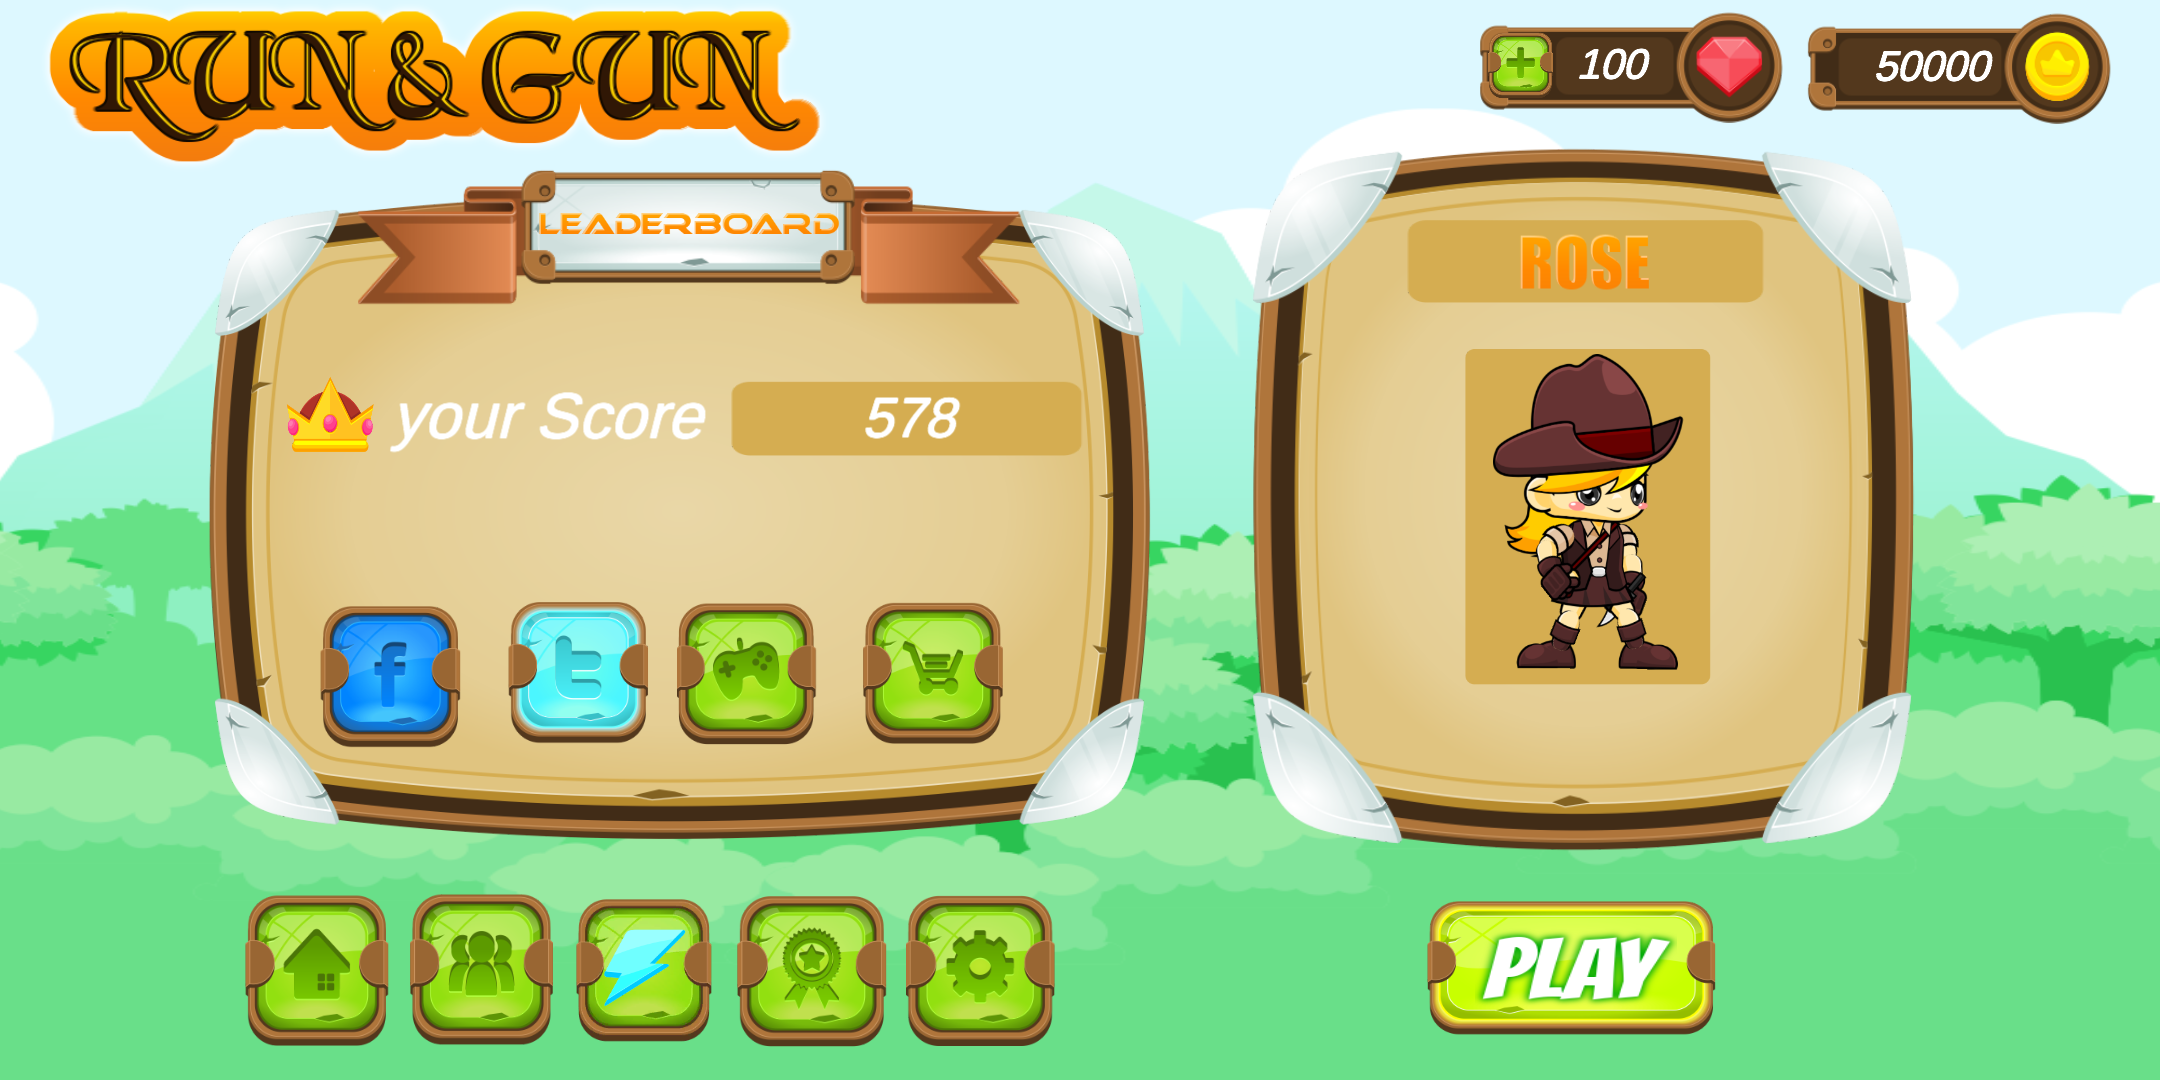 RUN & GUN
100
50000
LEADERBOARD
ROSE
your Score
578
f
t
PLAY